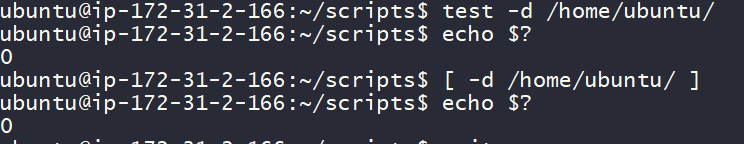 ubuntu@ip-172-31-2-166:~/scripts$ test -d /home/ubuntu/
ubuntu@ip-172-31-2-166:~/scripts$ echo $?
0
ubuntu@ip-172-31-2-166:~/scripts$ [ -d /home/ubuntu/ ]
ubuntu@ip-172-31-2-166:~/scripts$ echo $?
0